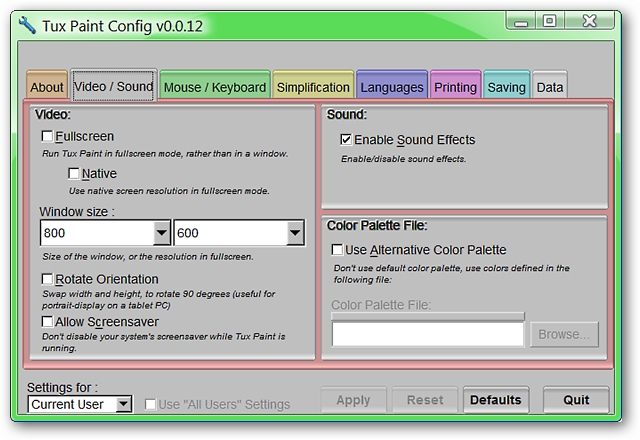 Tux Paint Config v0.0.12
About
Video / Sound
Mouse / Keyboard
Simplification
Languages
Printing
Saving
Data
Video:
Fullscreen
Run Tux Paint in fullscreen mode, rather than in a window.
Native
Use native screen resolution in fullscreen mode.
Window size :
800
600
Size of the window, or the resolution in fullscreen.
Rotate Orientation
Swap width and height, to rotate 90 degrees (useful for
portrait-display on a tablet PC)
Allow Screensaver
Don't disable your system's screensaver while Tux Paint is
running.
Sound:
Enable Sound Effects
Enable/disable sound effects.
Color Palette File:
Use Alternative Color Palette
Don't use default color palette, use colors defined in the
following file:
Color Palette File:
Browse...
Settings for :
Current User
Use "All Users" Settings
Apply
Reset
Defaults
Quit